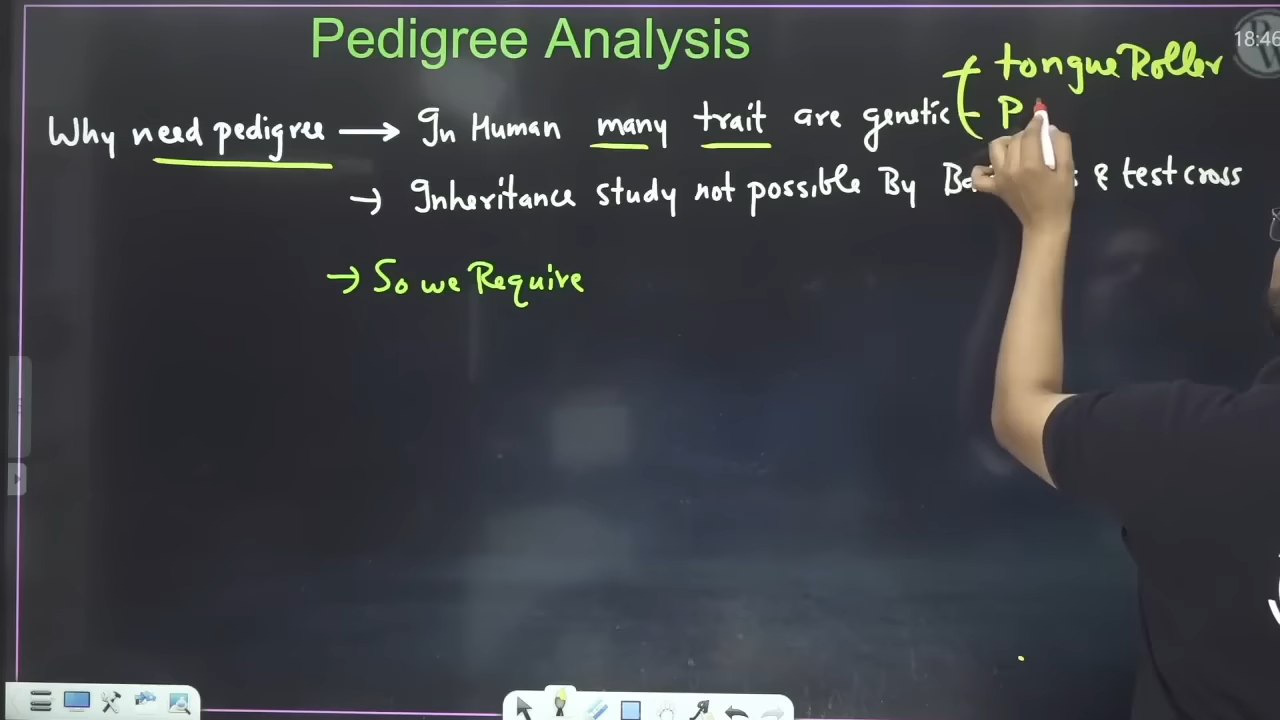 Pedigree Analysis
18:46
tongue Roller
P
Why need pedigree → In Human many trait are genetic
→ Inheritance study not possible By & test cross
→ So we Require